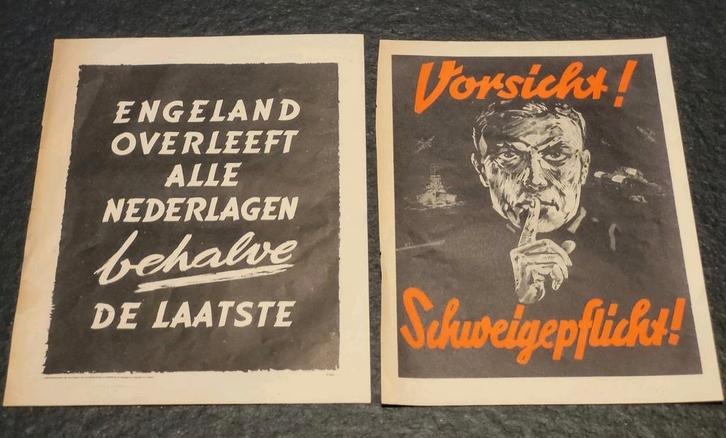 ENGELAND
OVERLEEFT
ALLE
NEDERLAGEN
behalve
DE LAATSTE
Vorsicht!
Schweigepflicht!